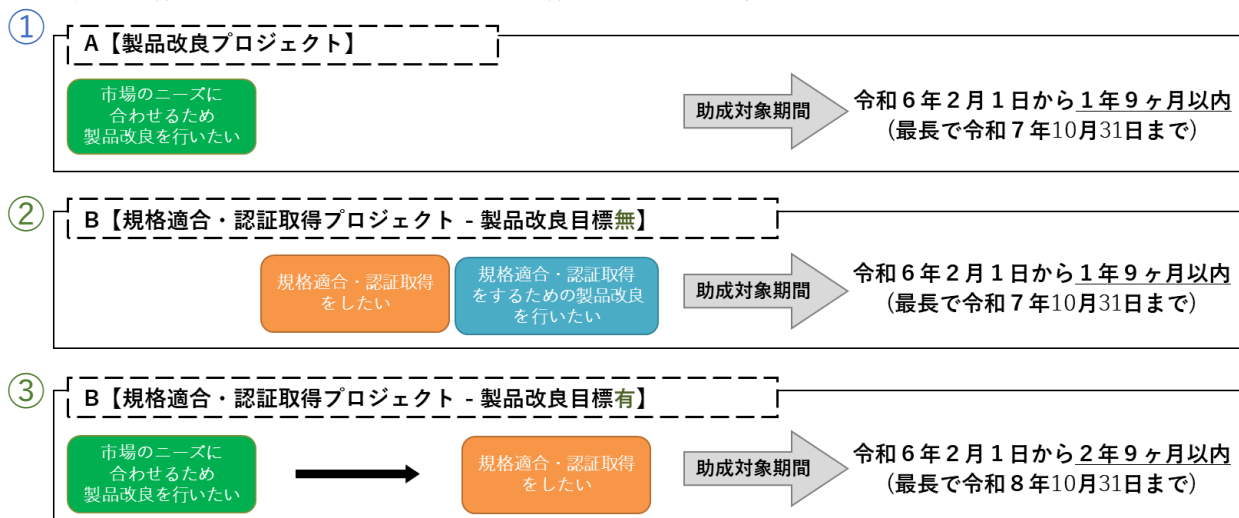 ①
A【製品改良プロジェクト】
市場のニーズに
合わせるため
製品改良を行いたい
助成対象期間
令和６年２月１日から１年９ヶ月以内
（最長で令和７年10月31日まで）
②
B【規格適合・認証取得プロジェクト - 製品改良目標無】
規格適合・認証取得
をしたい
規格適合・認証取得
をするための製品改良
を行いたい
助成対象期間
令和６年２月１日から１年９ヶ月以内
（最長で令和７年10月31日まで）
③
B【規格適合・認証取得プロジェクト - 製品改良目標有】
市場のニーズに
合わせるため
製品改良を行いたい
規格適合・認証取得
をしたい
助成対象期間
令和６年２月１日から２年９ヶ月以内
（最長で令和８年10月31日まで）